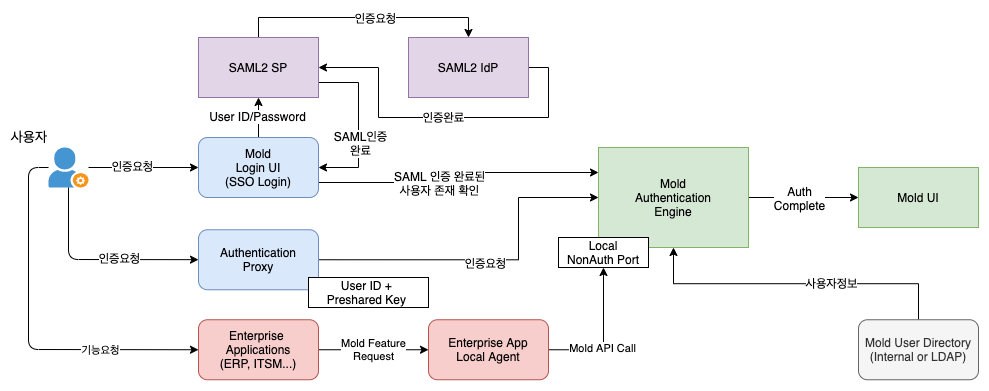 인증요청
SAML2 SP
SAML2 IdP
User ID/Password
인증완료
SAML인증
완료
사용자
인증요청
Mold
Login UI
(SSO Login)
SAML 인증 완료된
사용자 존재 확인
Mold
Authentication
Engine
Auth
Complete
Mold UI
인증요청
Authentication
Proxy
인증요청
Local
NonAuth Port
User ID +
Preshared Key
사용자정보
기능요청
Enterprise
Applications
(ERP, ITSM...)
Mold Feature
Request
Enterprise App
Local Agent
Mold API Call
Mold User Directory
(Internal or LDAP)